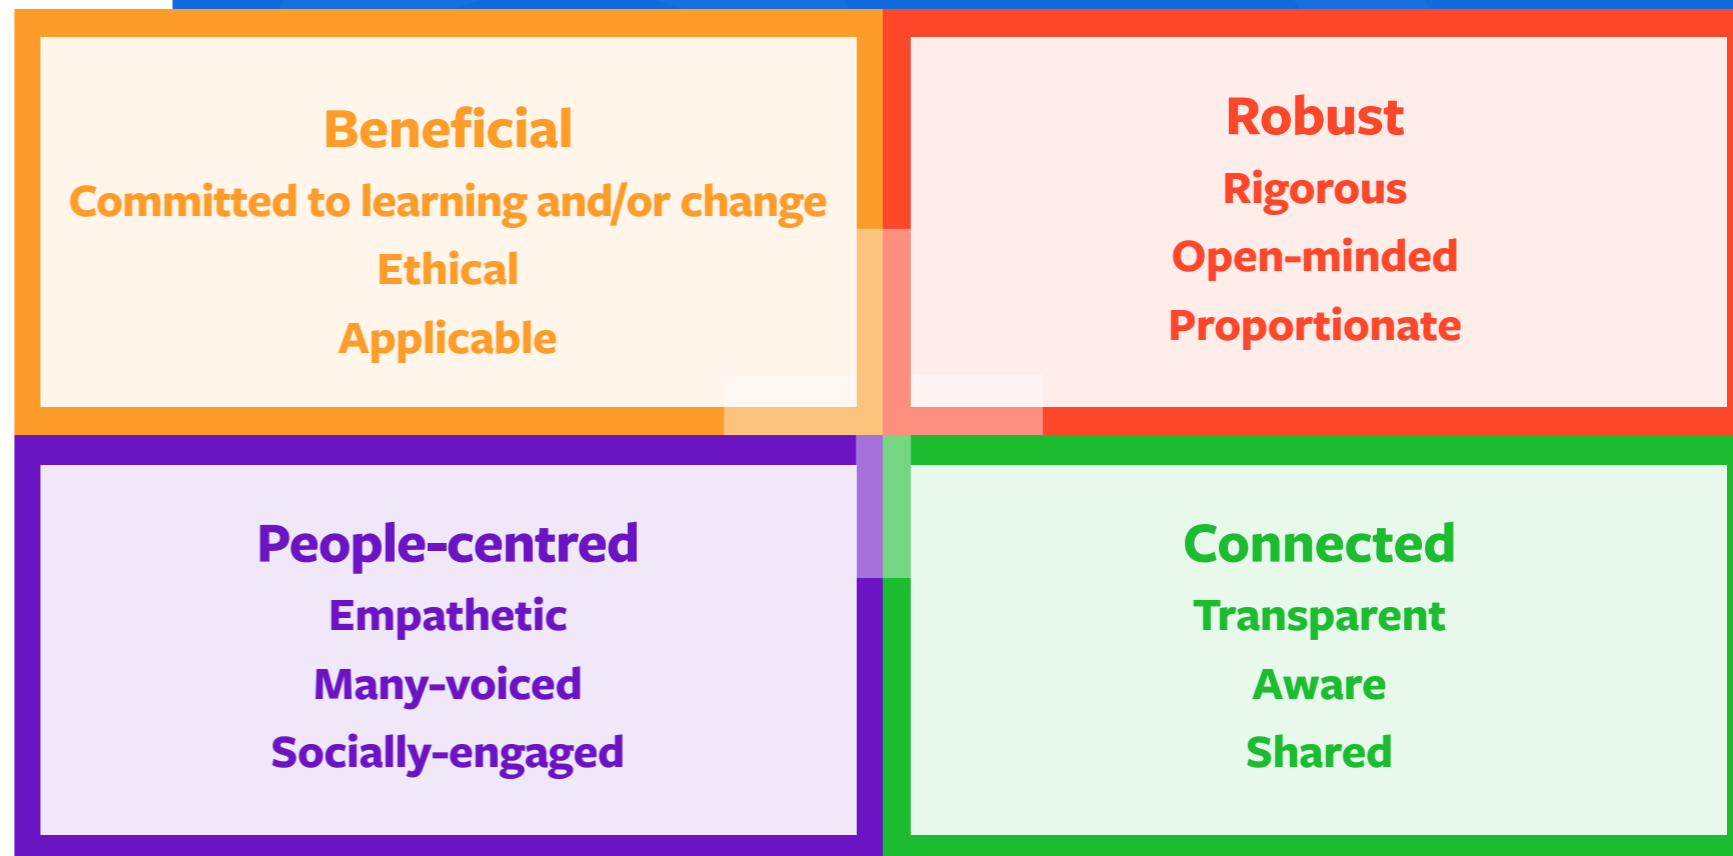 Beneficial
Committed to learning and/or change
Ethical
Applicable
Robust
Rigorous
Open-minded
Proportionate
People-centred
Empathetic
Many-voiced
Socially-engaged
Connected
Transparent
Aware
Shared